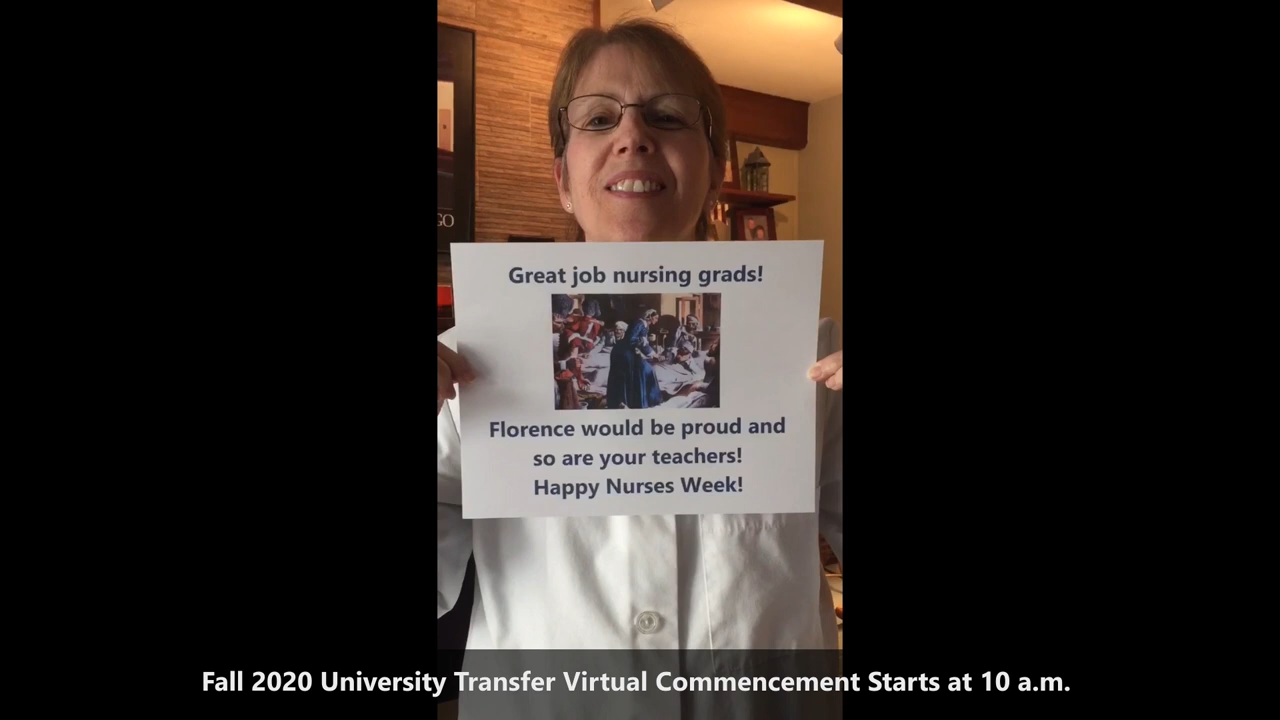 GO
Great job nursing grads!
Florence would be proud and
so are your teachers!
Happy Nurses Week!
Fall 2020 University Transfer Virtual Commencement Starts at 10 a.m.